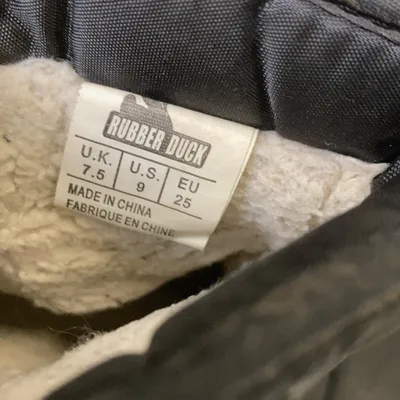 RUBBER DUCK
U.K. U.S. EU
7.5 9 25
MADE IN CHINA
FABRIQUE EN CHINE